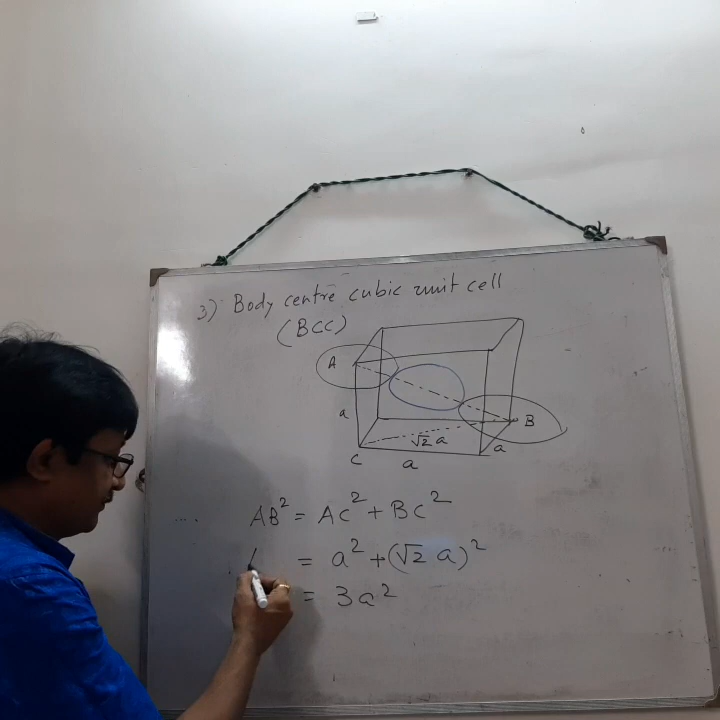 3) Body centre cubic unit cell
(BCC)
A
a
B
√2 a
a
C
a
AB² = AC² + BC²
= a² + (√2 a)²
= 3a²